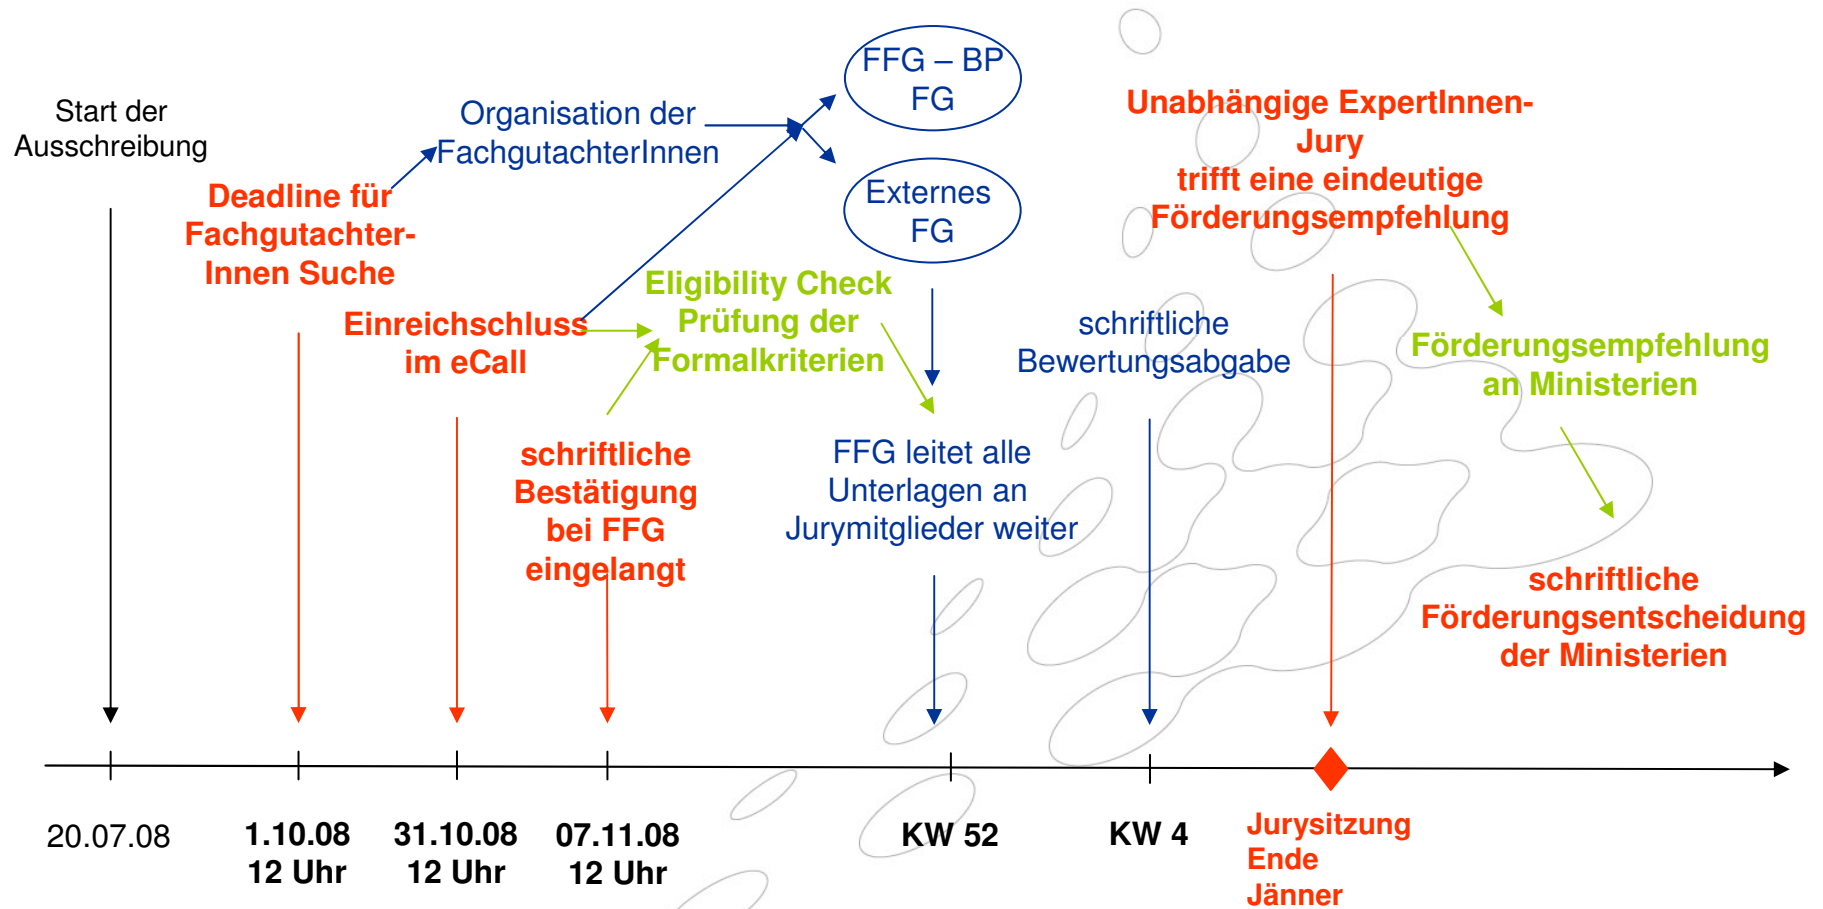 Start der
Ausschreibung
Deadline für
Fachgutachter-
Innen Suche
Organisation der
FachgutachterInnen
FFG – BP
FG
Externes
FG
Einreichschluss
im eCall
Eligibility Check
Prüfung der
Formalkriterien
schriftliche
Bestätigung
bei FFG
eingelangt
FFG leitet alle
Unterlagen an
Jurymitglieder weiter
schriftliche
Bewertungsabgabe
Unabhängige ExpertInnen-
Jury
trifft eine eindeutige
Förderungsempfehlung
Förderungsempfehlung
an Ministerien
schriftliche
Förderungsentscheidung
der Ministerien
20.07.08
1.10.08
12 Uhr
31.10.08
12 Uhr
07.11.08
12 Uhr
KW 52
KW 4
Jurysitzung
Ende
Jänner